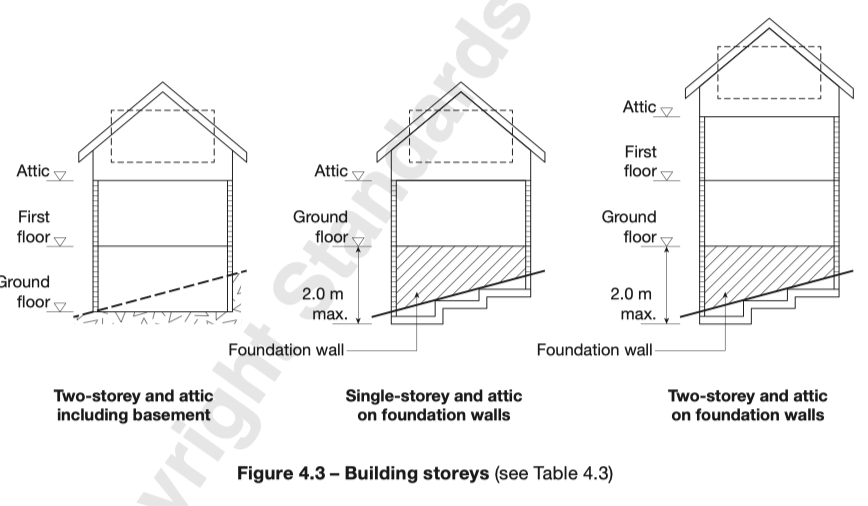 Attic
First
floor
Ground
floor
Two-storey and attic
including basement
Attic
Ground
floor
2.0 m
max.
Foundation wall
Single-storey and attic
on foundation walls
Attic
First
floor
Ground
floor
2.0 m
max.
Foundation wall
Two-storey and attic
on foundation walls
Figure 4.3 – Building storeys (see Table 4.3)
yright Standards